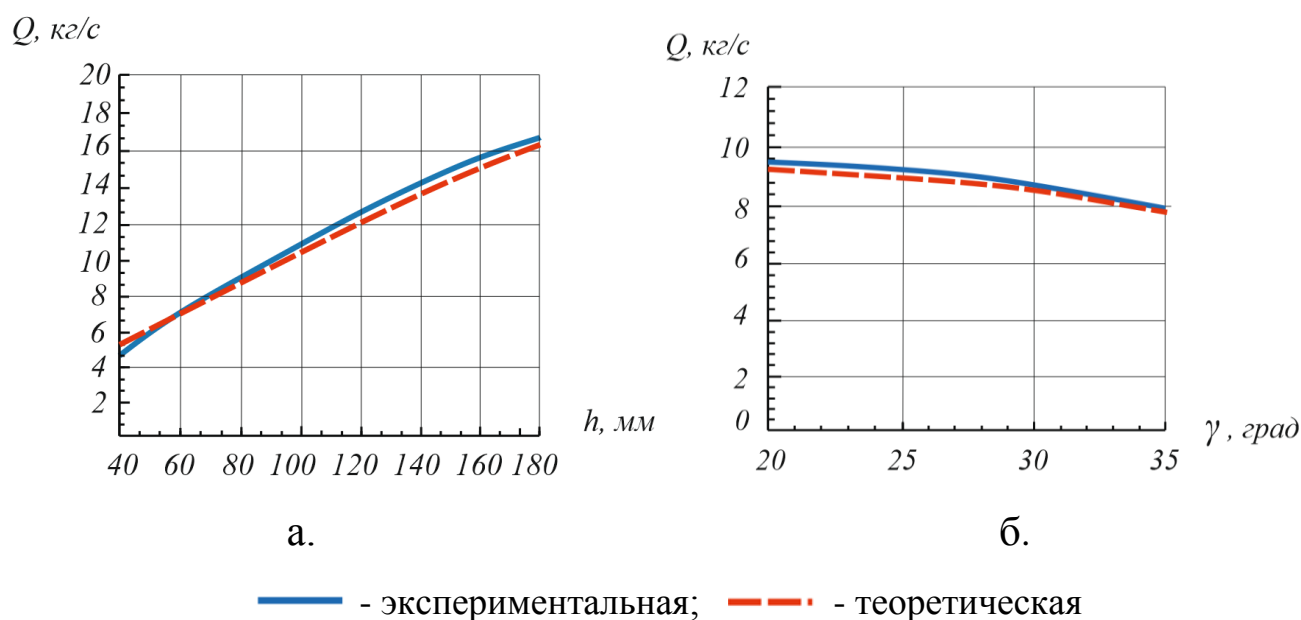 Q, кг/с
20
18
16
14
12
10
8
6
4
2
h, мм
40 60 80 100 120 140 160 180
а.
Q, кг/с
12
10
8
6
4
2
0
γ , град
20 25 30 35
б.
- экспериментальная; - теоретическая